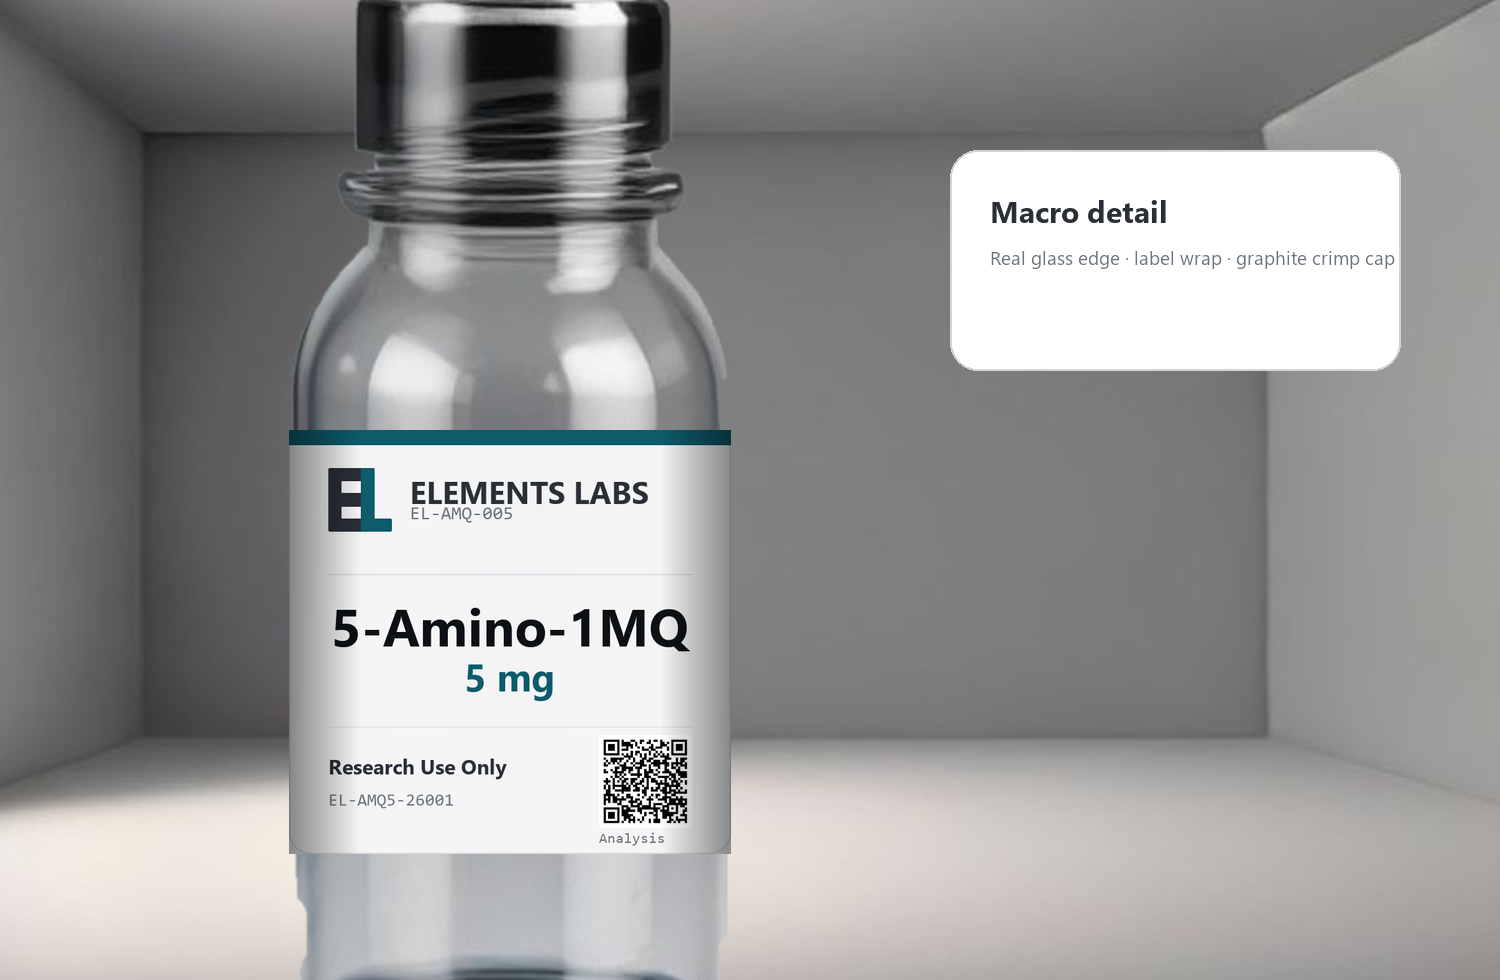 EL
ELEMENTS LABS
EL-AMQ-005
5-Amino-1MQ
5 mg
Research Use Only
EL-AMQ5-26001
Analysis
Macro detail
Real glass edge · label wrap · graphite crimp cap